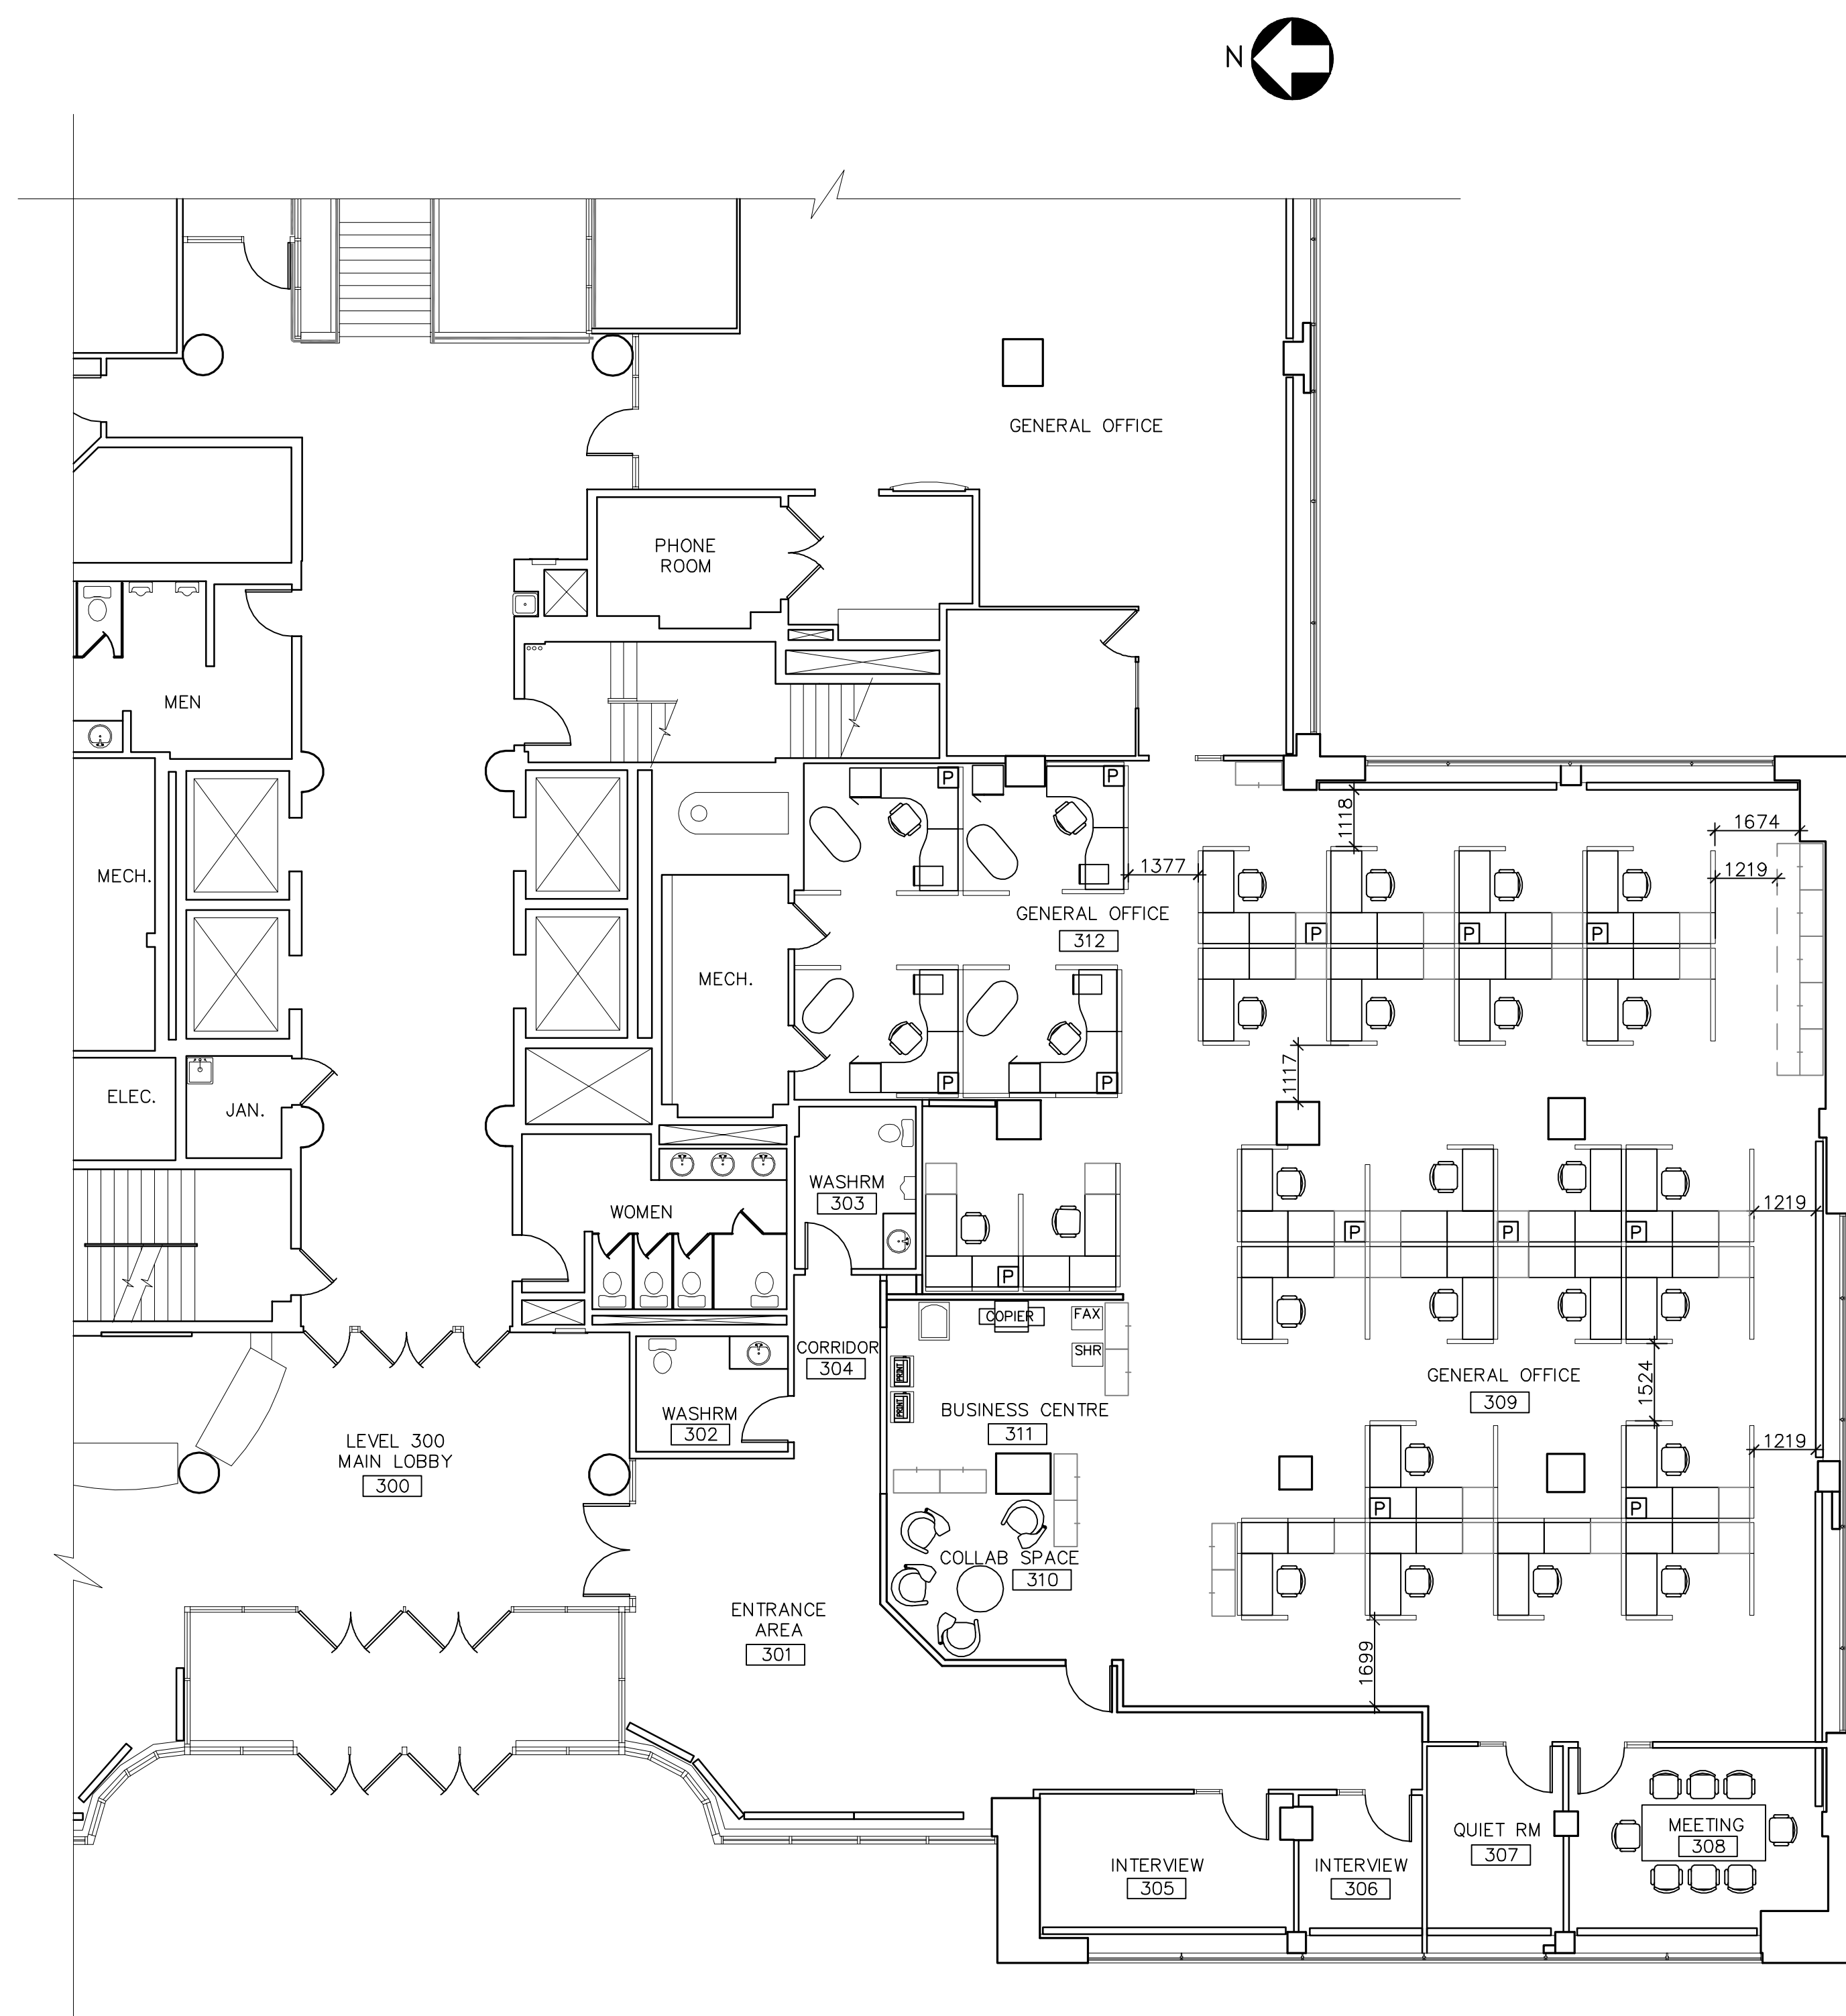 N
GENERAL OFFICE
PHONE
ROOM
MEN
P
P
1118
1674
1377
1219
MECH.
GENERAL OFFICE
312
P
P
P
MECH.
P
P
1117
ELEC.
JAN.
WASHRM
303
WOMEN
1219
P
P
P
P
COPIER
FAX
SHR
CORRIDOR
304
PRINT
PRINT
GENERAL OFFICE
309
1524
WASHRM
302
BUSINESS CENTRE
311
LEVEL 300
MAIN LOBBY
300
1219
P
P
COLLAB SPACE
310
ENTRANCE
AREA
301
1699
INTERVIEW
305
INTERVIEW
306
QUIET RM
307
MEETING
308